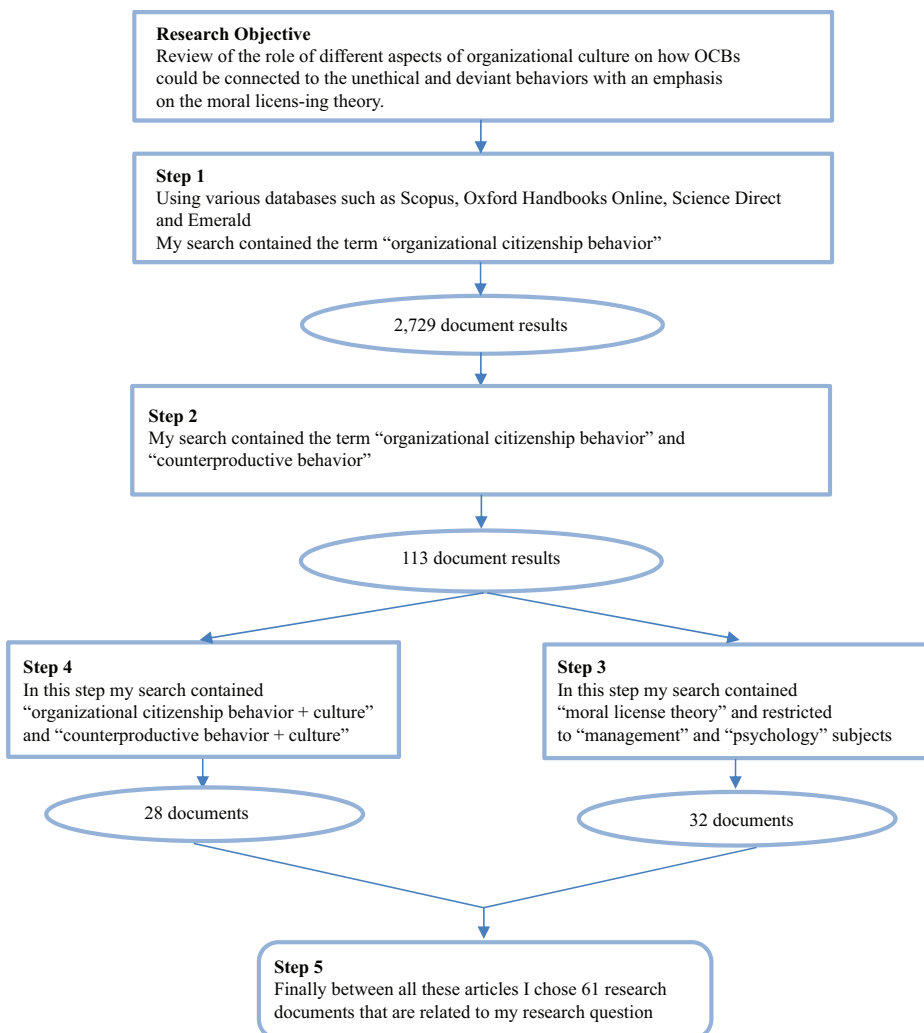 Research Objective
Review of the role of different aspects of organizational culture on how OCBs
could be connected to the unethical and deviant behaviors with an emphasis
on the moral licens-ing theory.
Step 1
Using various databases such as Scopus, Oxford Handbooks Online, Science Direct
and Emerald
My search contained the term “organizational citizenship behavior”
2,729 document results
Step 2
My search contained the term “organizational citizenship behavior” and
“counterproductive behavior”
113 document results
Step 4
In this step my search contained
“organizational citizenship behavior + culture”
and “counterproductive behavior + culture”
28 documents
Step 3
In this step my search contained
“moral license theory” and restricted
to “management” and “psychology” subjects
32 documents
Step 5
Finally between all these articles I chose 61 research
documents that are related to my research question